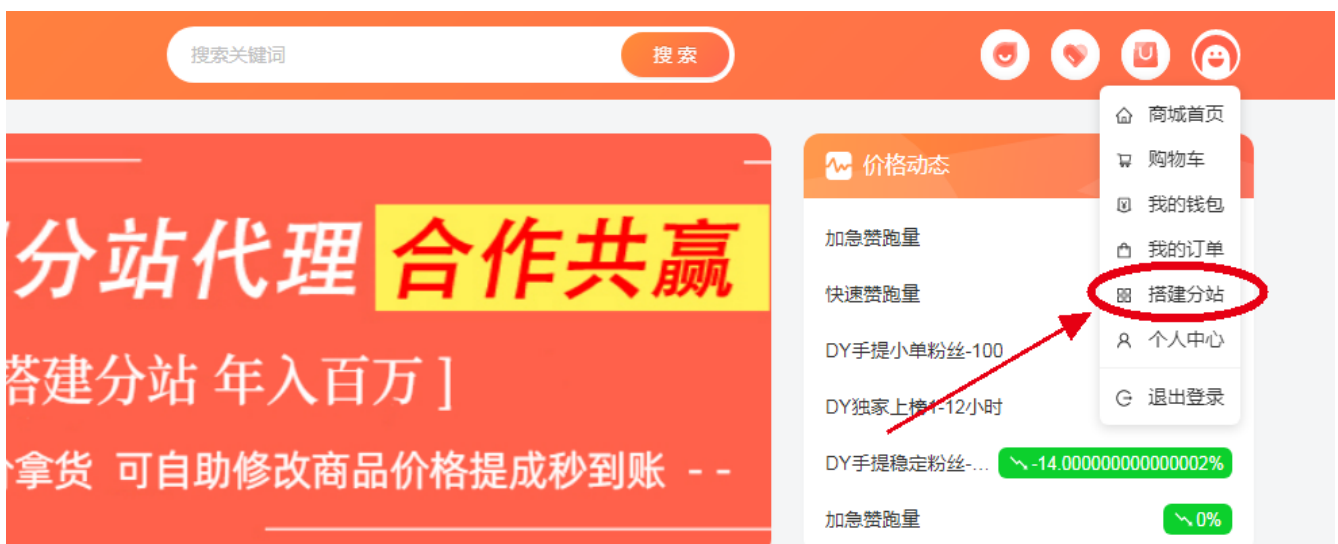 搜索关键词
搜 索
商城首页
购物车
我的钱包
我的订单
搭建分站
个人中心
退出登录
分站代理 合作共赢
搭建分站 年入百万 ]
拿货 可自助修改商品价格提成秒到账 - -
价格动态
加急赞跑量
快速赞跑量
DY手提小单粉丝-100
DY独家上榜1-12小时
DY手提稳定粉丝-... -14.000000000000002%
加急赞跑量 0%